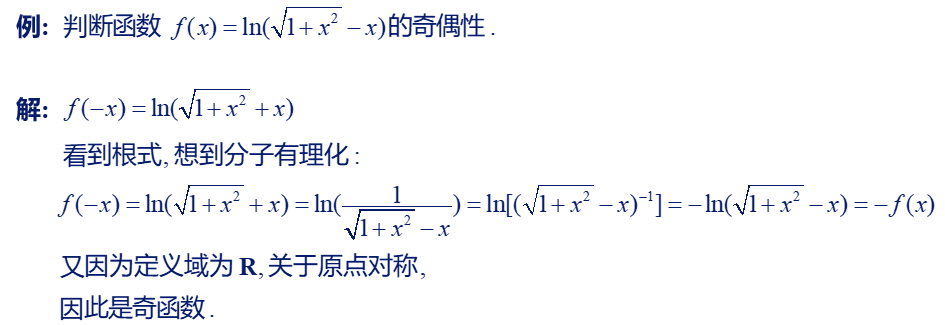 例: 判断函数 f(x)=ln(√(1+x²)−x)的奇偶性.
解: f(−x)=ln(√(1+x²)+x)
看到根式,想到分子有理化:
f(−x)=ln(√(1+x²)+x)=ln(1/(√(1+x²)−x))=ln[(√(1+x²)−x)⁻¹]=−ln(√(1+x²)−x)=−f(x)
又因为定义域为 R,关于原点对称,
因此是奇函数.